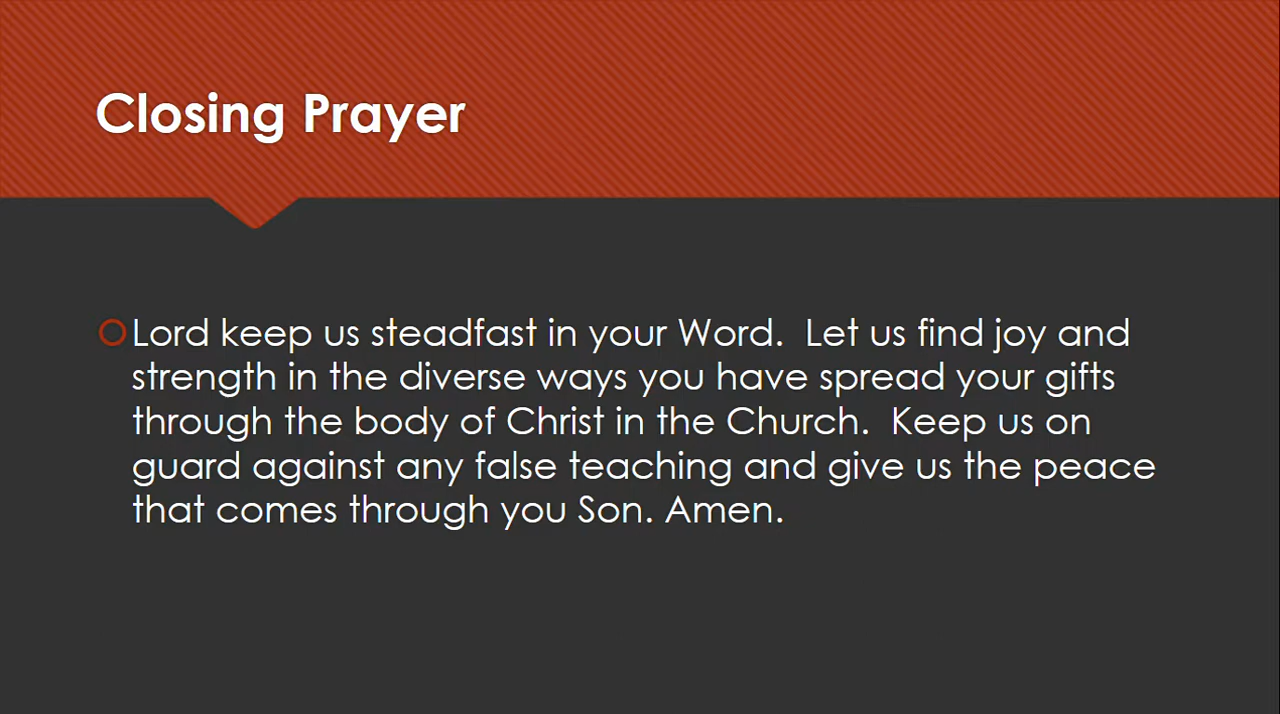 Closing Prayer
Lord keep us steadfast in your Word.  Let us find joy and
strength in the diverse ways you have spread your gifts
through the body of Christ in the Church.  Keep us on
guard against any false teaching and give us the peace
that comes through you Son. Amen.